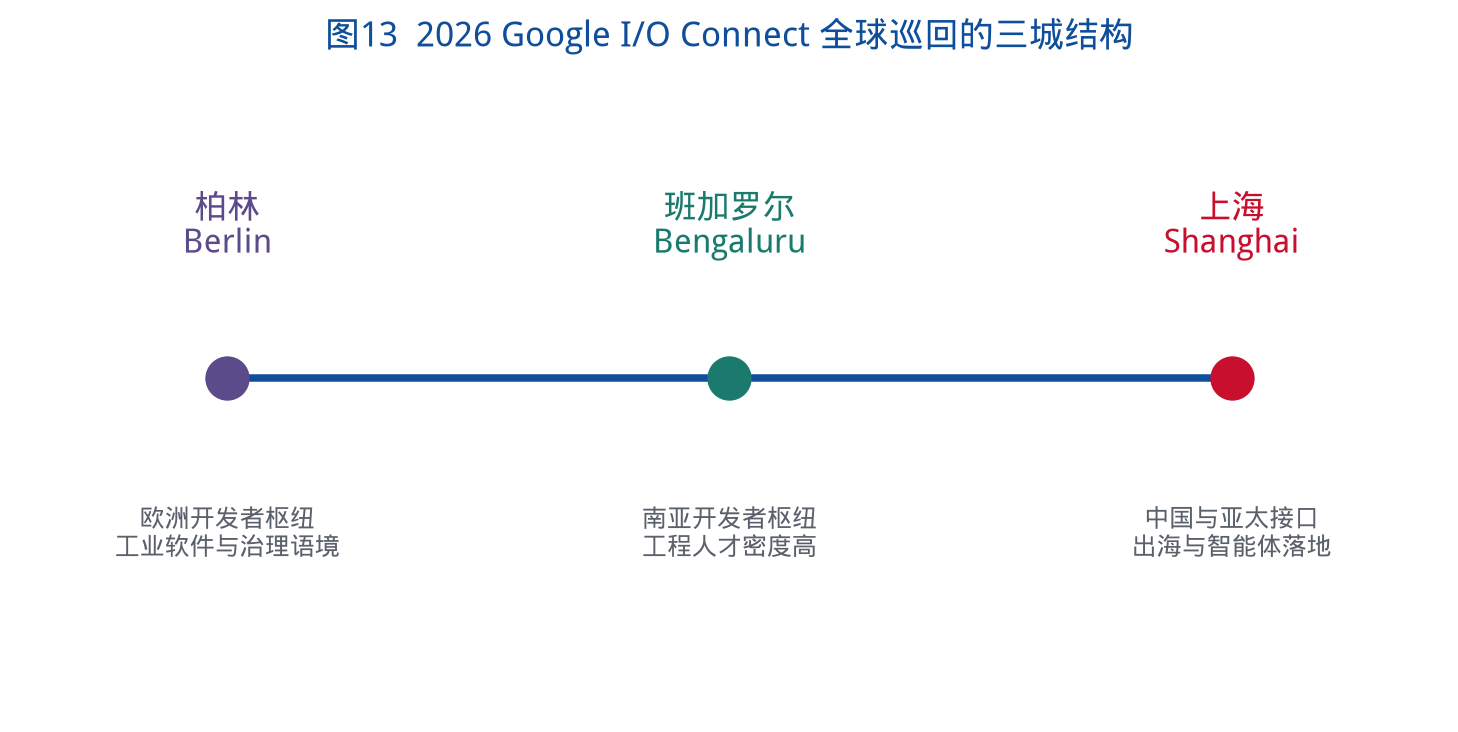 图13  2026 Google I/O Connect 全球巡回的三城结构
柏林
Berlin
欧洲开发者枢纽
工业软件与治理语境
班加罗尔
Bengaluru
南亚开发者枢纽
工程人才密度高
上海
Shanghai
中国与亚太接口
出海与智能体落地